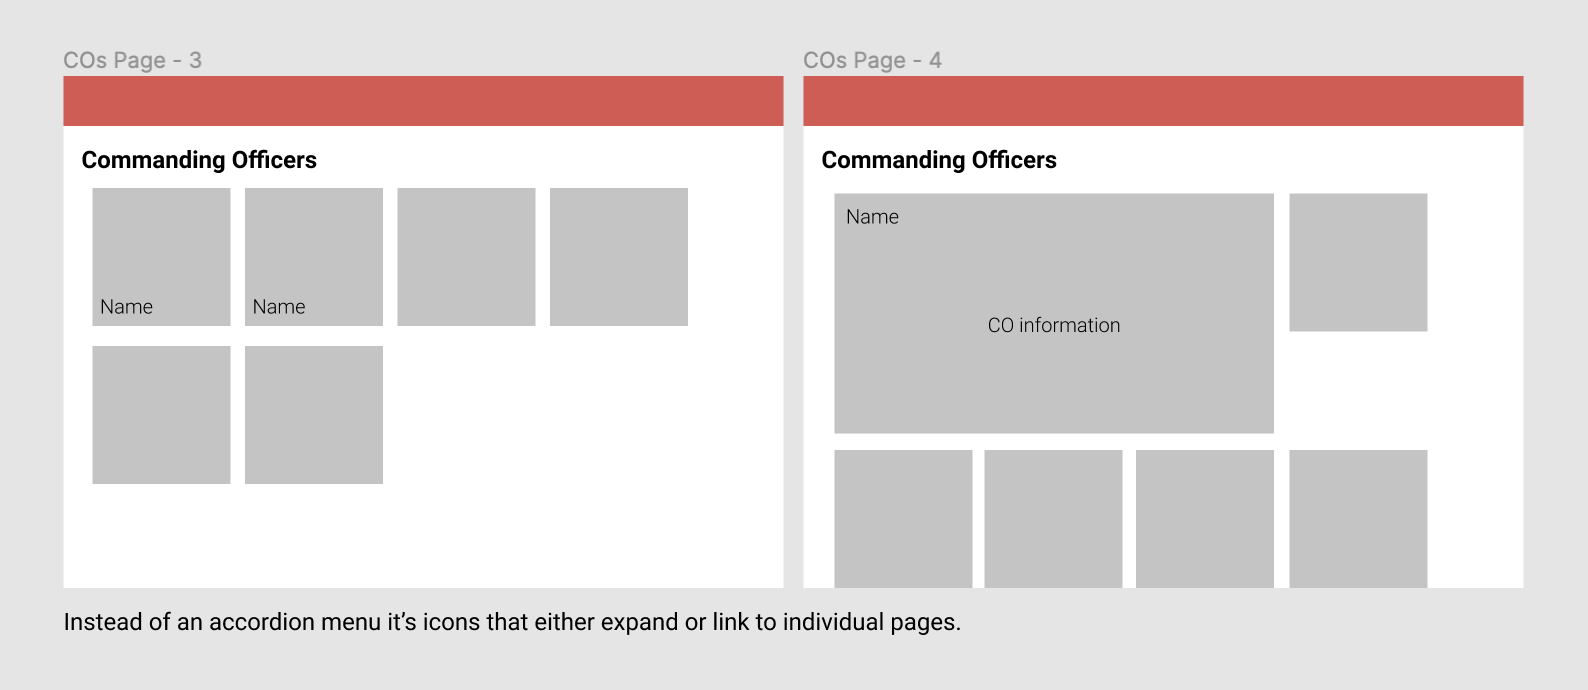 COs Page - 3
Commanding Officers
Name
Name
COs Page - 4
Commanding Officers
Name
CO information
Instead of an accordion menu it’s icons that either expand or link to individual pages.